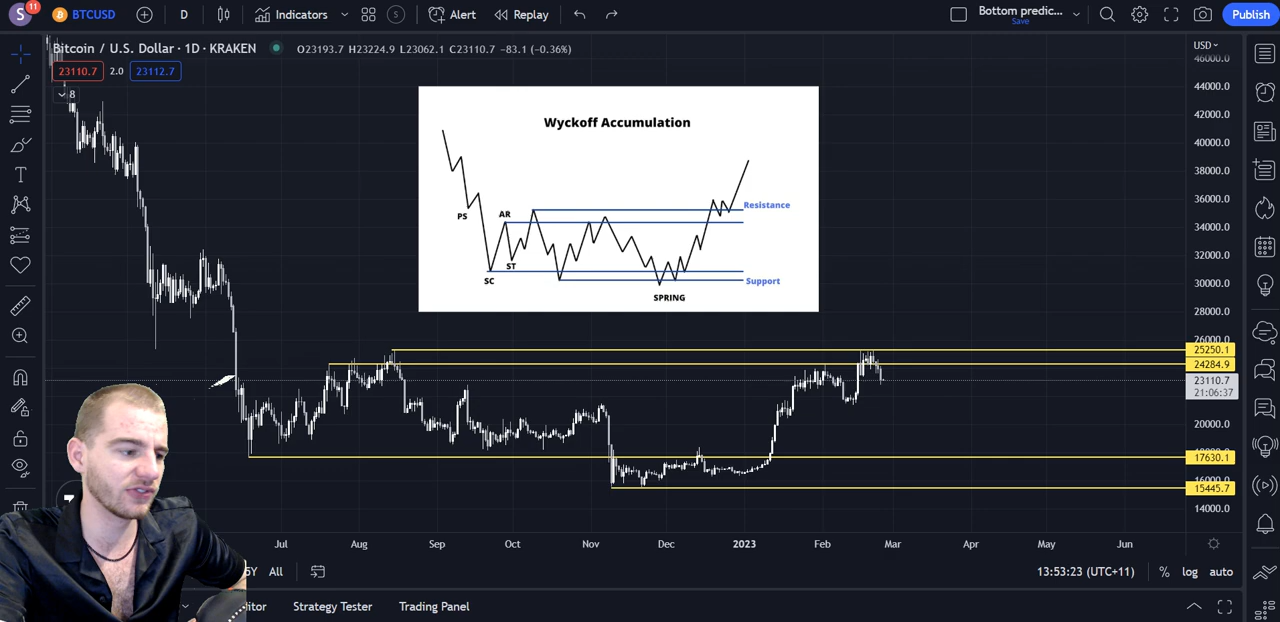 S 11 BTCUSD D Indicators Alert Replay Bottom predic... Save Publish
Bitcoin / U.S. Dollar · 1D · KRAKEN O23193.7 H23224.9 L23062.1 C23110.7 −83.1 (−0.36%)
23110.7 2.0 23112.7
8
Wyckoff Accumulation
PS
AR
ST
SC
SPRING
Resistance
Support
USD
46000.0
44000.0
42000.0
40000.0
38000.0
36000.0
34000.0
32000.0
30000.0
28000.0
26000.0
25250.1
24284.9
23110.7
21:06:37
20000.0
17630.1
15445.7
14000.0
Jul Aug Sep Oct Nov Dec 2023 Feb Mar Apr May Jun
5Y All 13:53:23 (UTC+11) % log auto
Strategy Tester Trading Panel